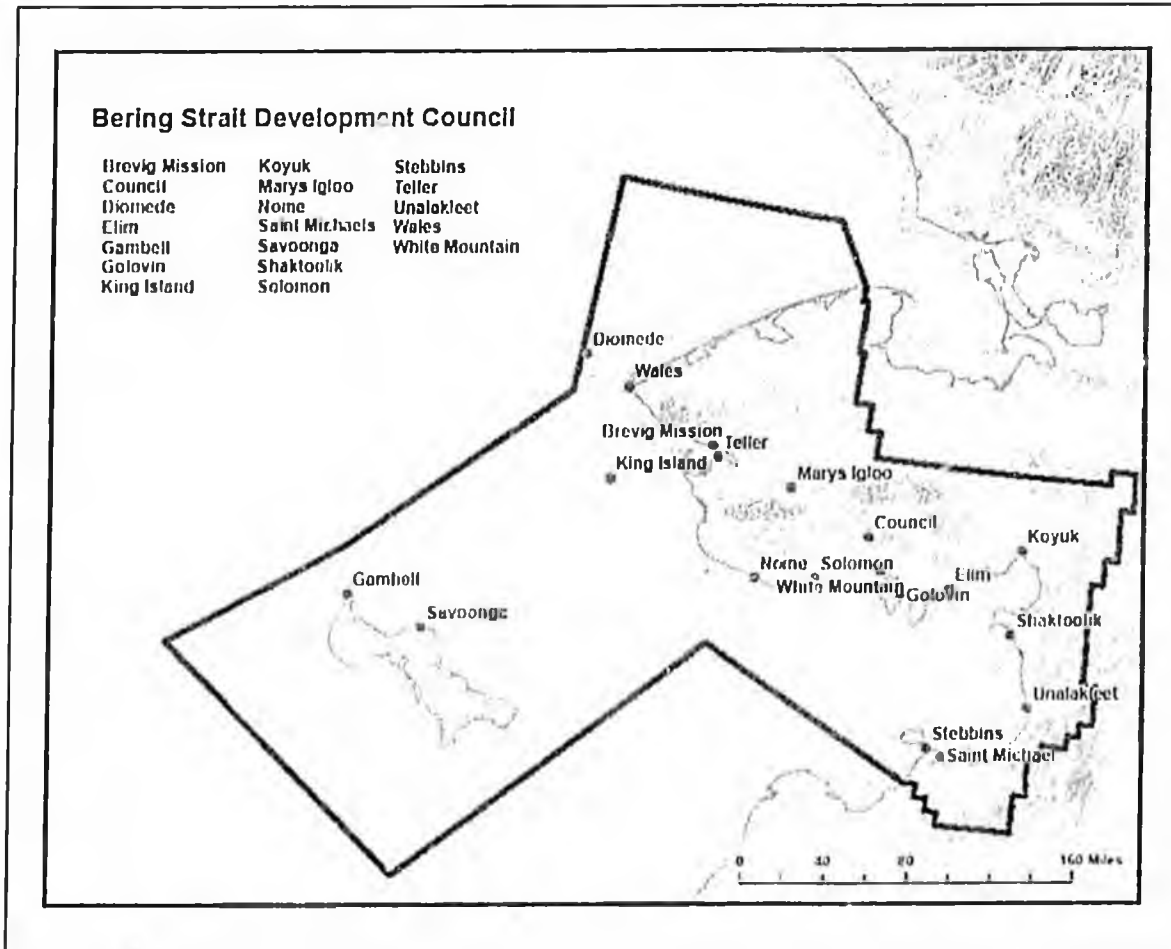 Bering Strait Development Council
Brevig Mission Koyuk Stebbins
Council Marys Igloo Teller
Diomede Nome Unalakleet
Elim Saint Michaels Wales
Gambell Savoonga White Mountain
Golovin Shaktoolik
King Island Solomon
Diomede
Wales
Brevig Mission
Teller
King Island
Marys Igloo
Council
Koyuk
Nome Solomon
Elim
White Mountain
Golovin
Gambell
Savoonga
Shaktoolik
Unalakleet
Stebbins
Saint Michael
0 40 80 160 Miles